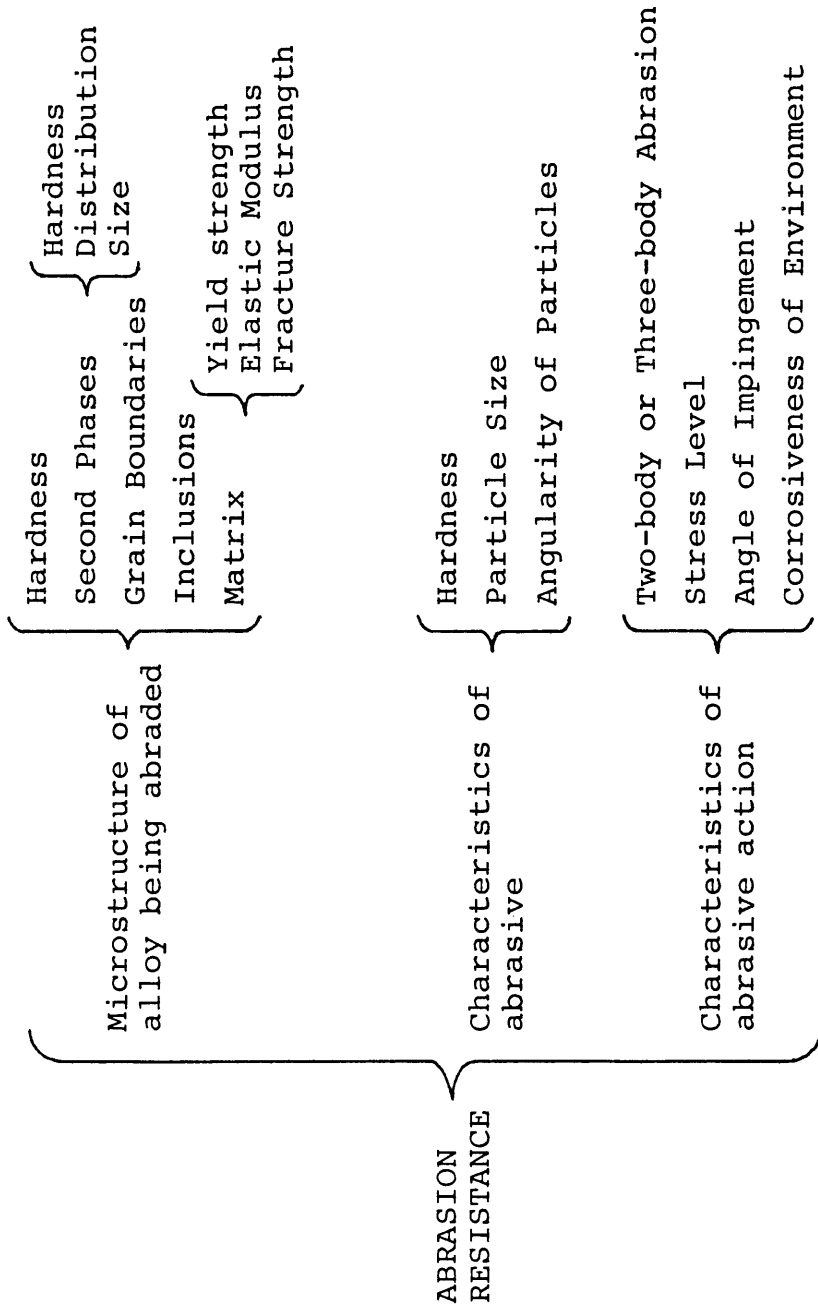 ABRASION
RESISTANCE
Microstructure of
alloy being abraded
Hardness
Second Phases
Hardness
Distribution
Size
Grain Boundaries
Inclusions
Matrix
Yield strength
Elastic Modulus
Fracture Strength
Characteristics of
abrasive
Hardness
Particle Size
Angularity of Particles
Characteristics of
abrasive action
Two-body or Three-body Abrasion
Stress Level
Angle of Impingement
Corrosiveness of Environment